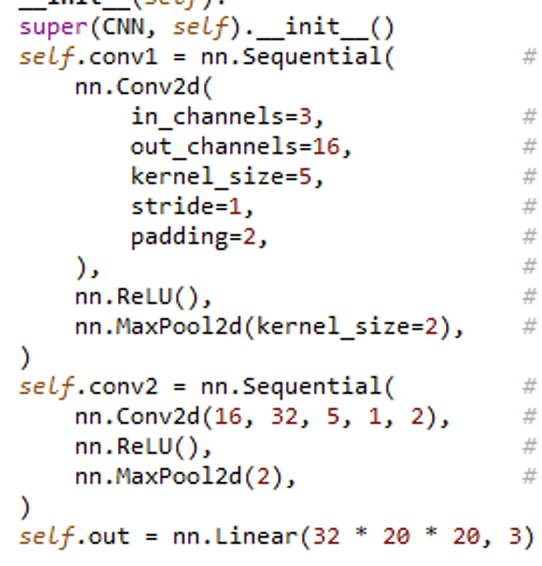 __init__(self):
super(CNN, self).__init__()
self.conv1 = nn.Sequential( #
nn.Conv2d(
in_channels=3, #
out_channels=16, #
kernel_size=5, #
stride=1, #
padding=2, #
), #
nn.ReLU(), #
nn.MaxPool2d(kernel_size=2), #
)
self.conv2 = nn.Sequential( #
nn.Conv2d(16, 32, 5, 1, 2), #
nn.ReLU(), #
nn.MaxPool2d(2), #
)
self.out = nn.Linear(32 * 20 * 20, 3)